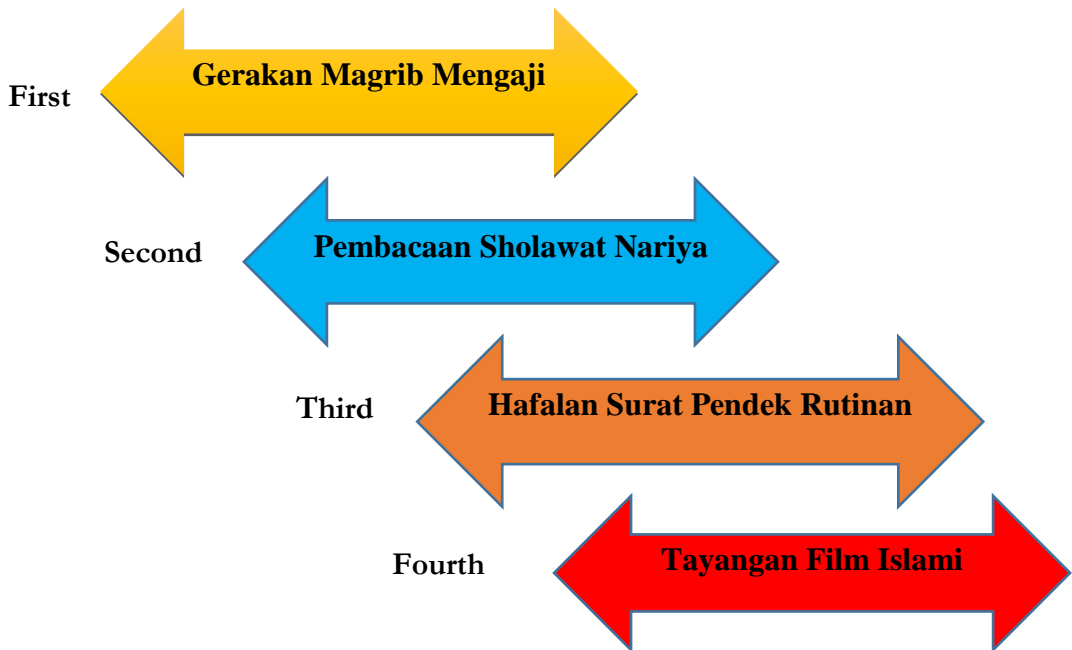 First
Gerakan Magrib Mengaji
Second
Pembacaan Sholawat Nariya
Third
Hafalan Surat Pendek Rutinan
Fourth
Tayangan Film Islami